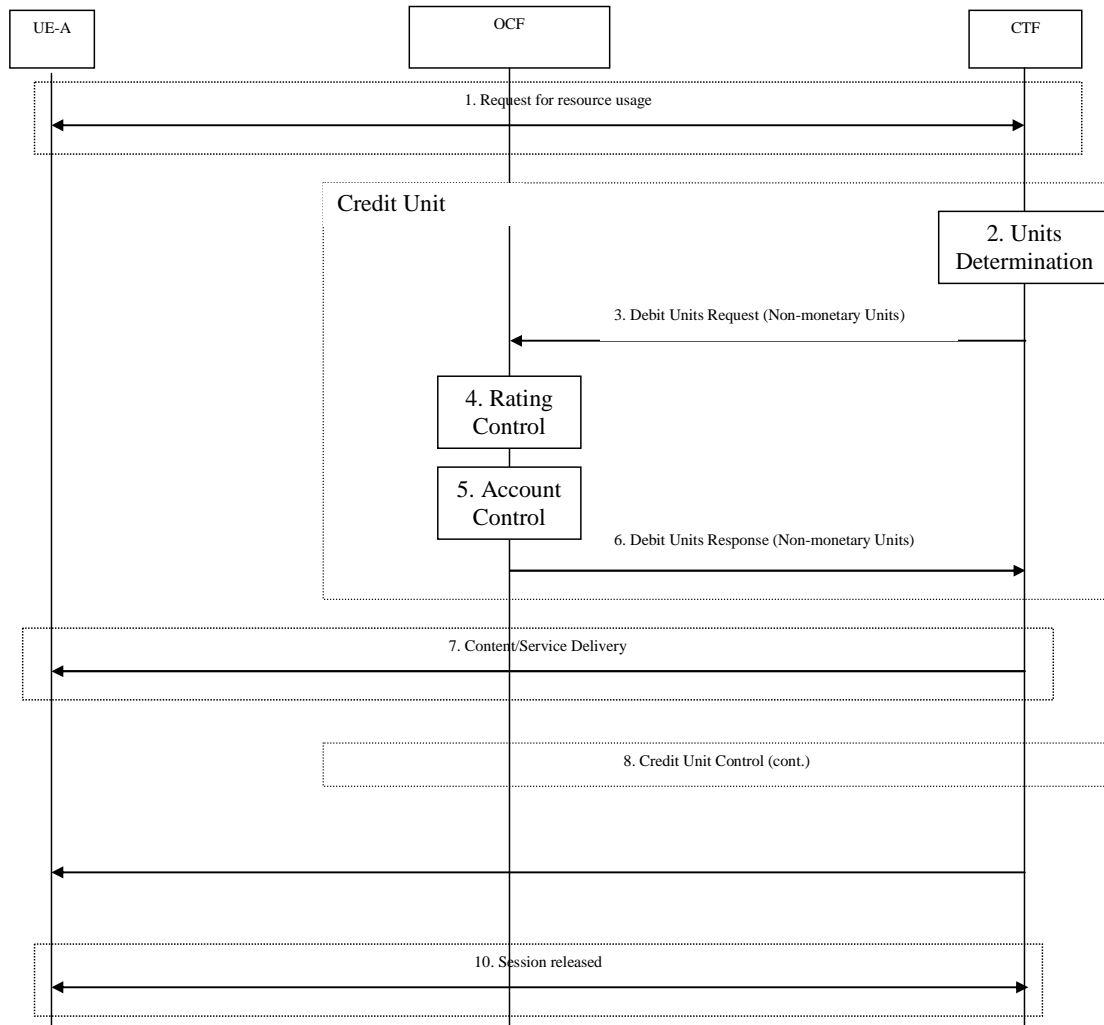 UE-A
OCF
CTF
1. Request for resource usage
Credit Unit
2. Units
Determination
3. Debit Units Request (Non-monetary Units)
4. Rating
Control
5. Account
Control
6. Debit Units Response (Non-monetary Units)
7. Content/Service Delivery
8. Credit Unit Control (cont.)
10. Session released